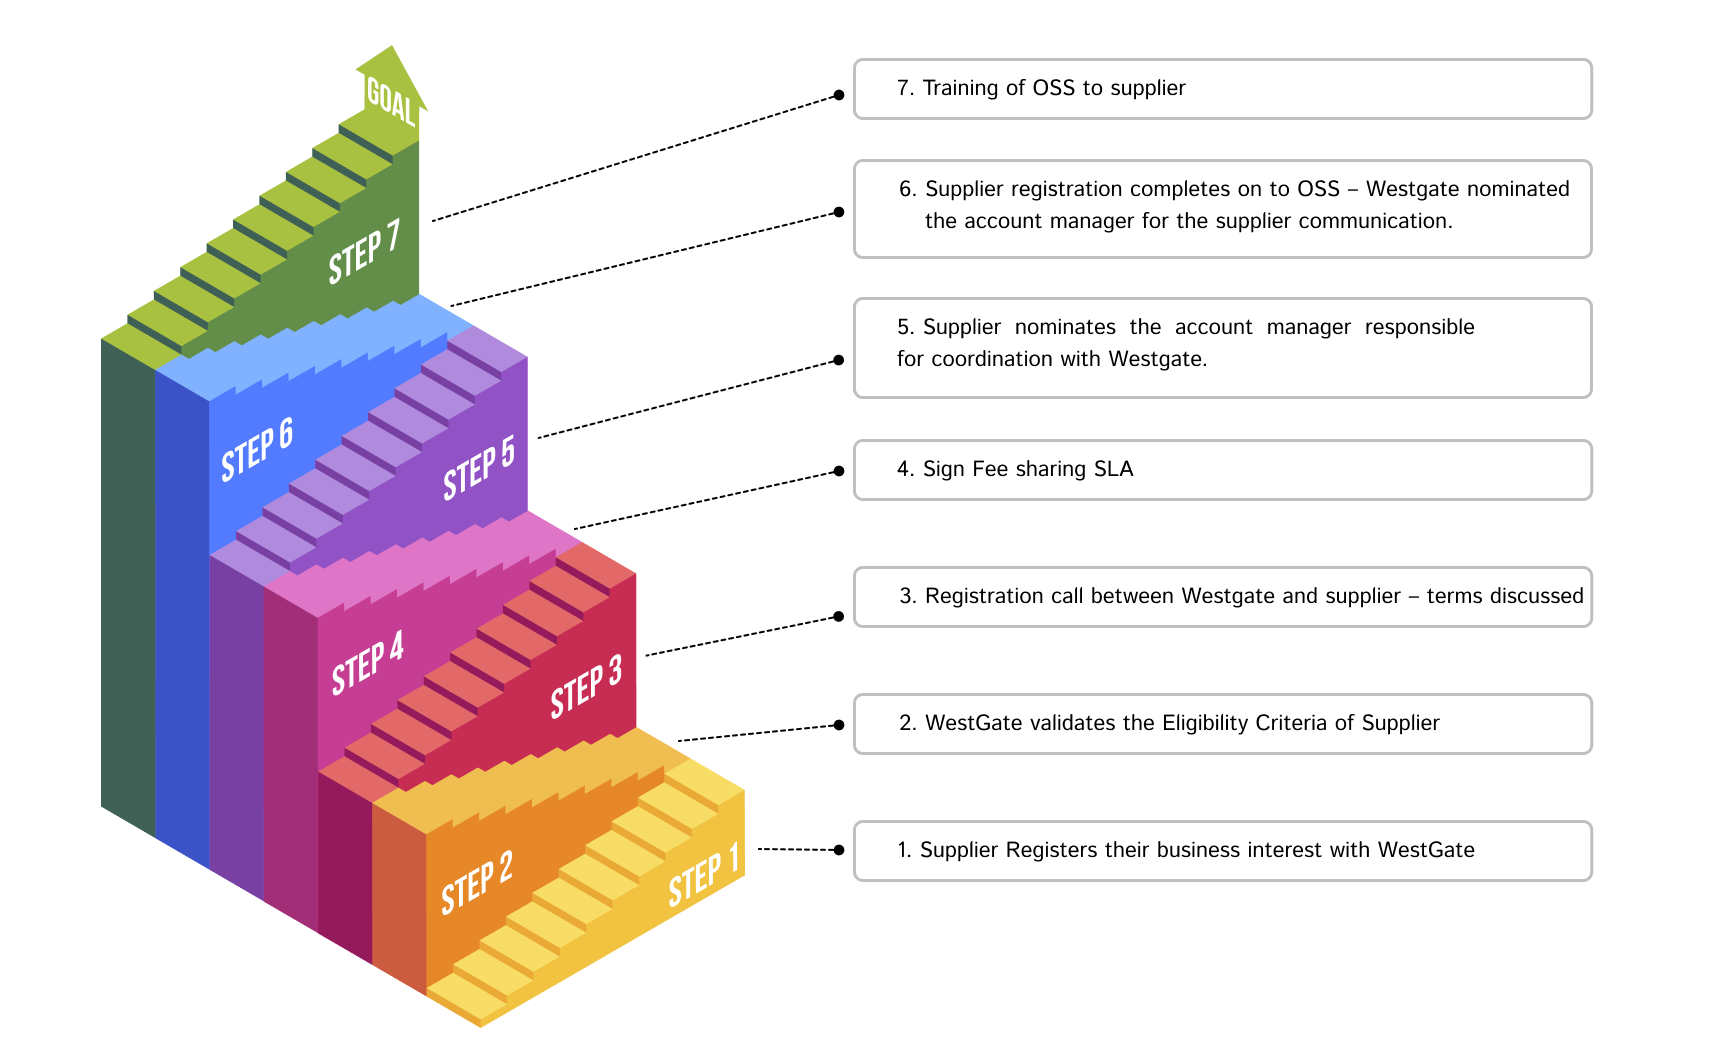 GOAL
STEP 7
STEP 6
STEP 5
STEP 4
STEP 3
STEP 2
STEP 1
7. Training of OSS to supplier
6. Supplier registration completes on to OSS – Westgate nominated
the account manager for the supplier communication.
5. Supplier nominates the account manager responsible
for coordination with Westgate.
4. Sign Fee sharing SLA
3. Registration call between Westgate and supplier – terms discussed
2. WestGate validates the Eligibility Criteria of Supplier
1. Supplier Registers their business interest with WestGate